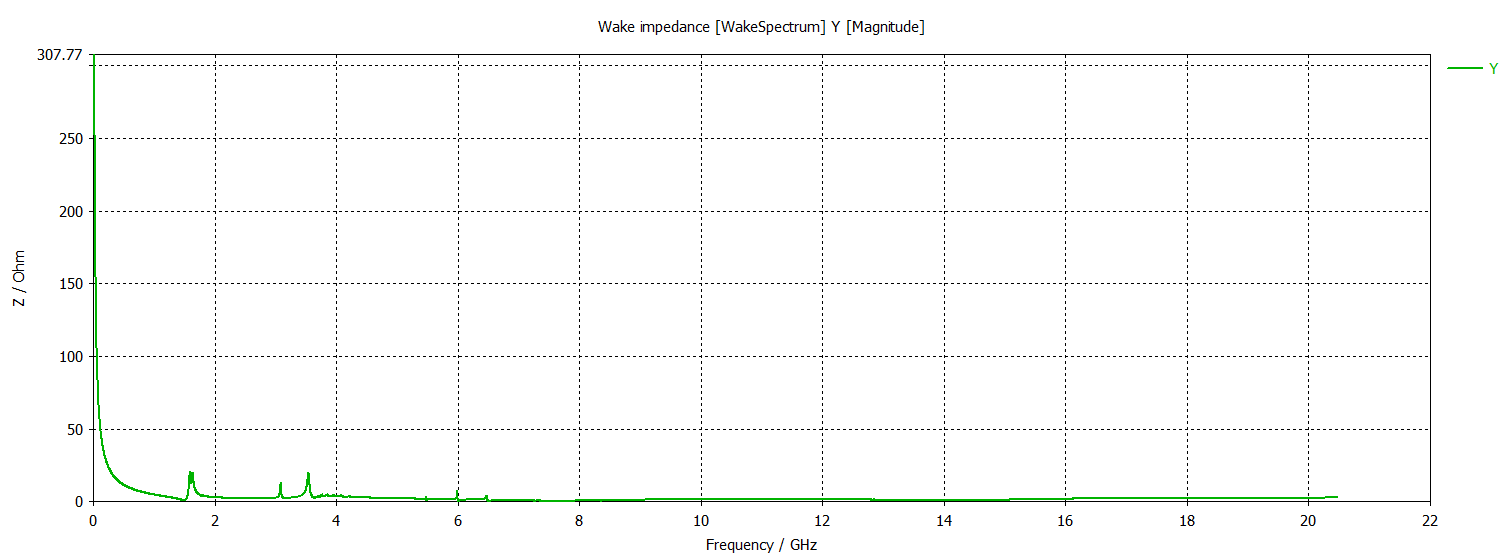 Wake impedance [WakeSpectrum] Y [Magnitude]
307.77
Y
250
200
150
Z / Ohm
100
50
0
0 2 4 6 8 10 12 14 16 18 20 22
Frequency / GHz